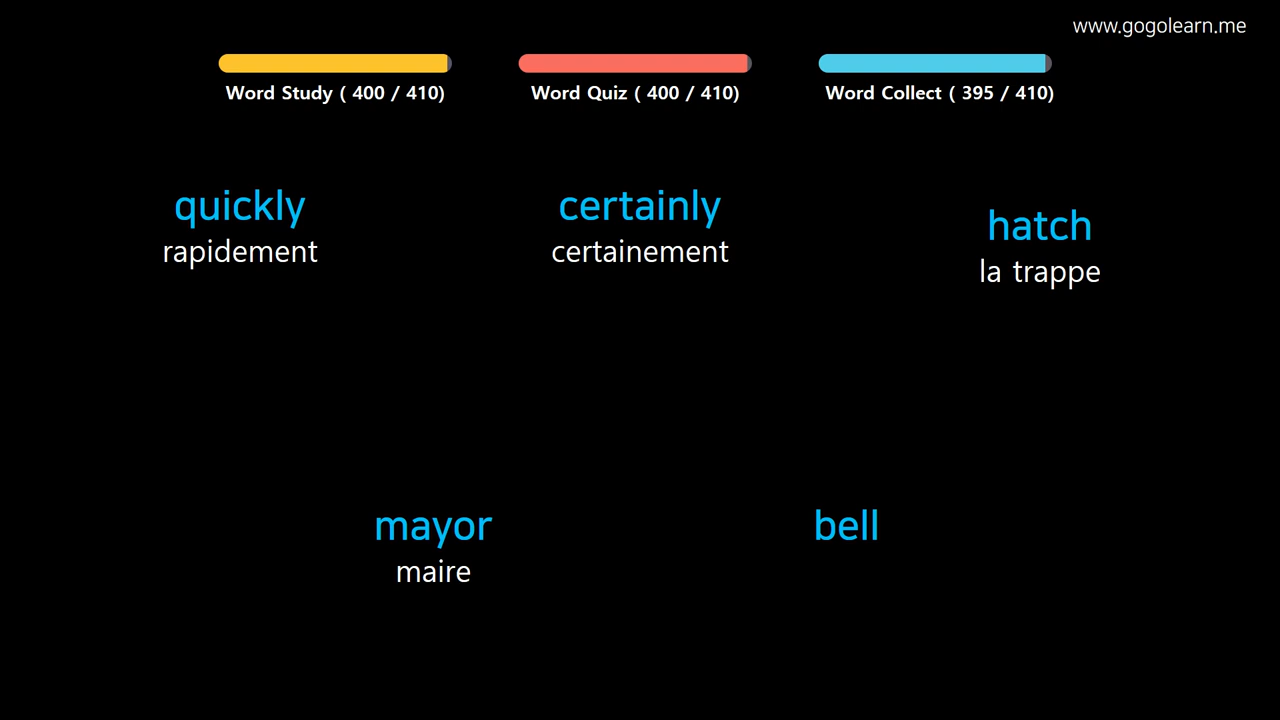 www.gogolearn.me
Word Study ( 400 / 410)
Word Quiz ( 400 / 410)
Word Collect ( 395 / 410)
quickly
rapidement
certainly
certainement
hatch
la trappe
mayor
maire
bell